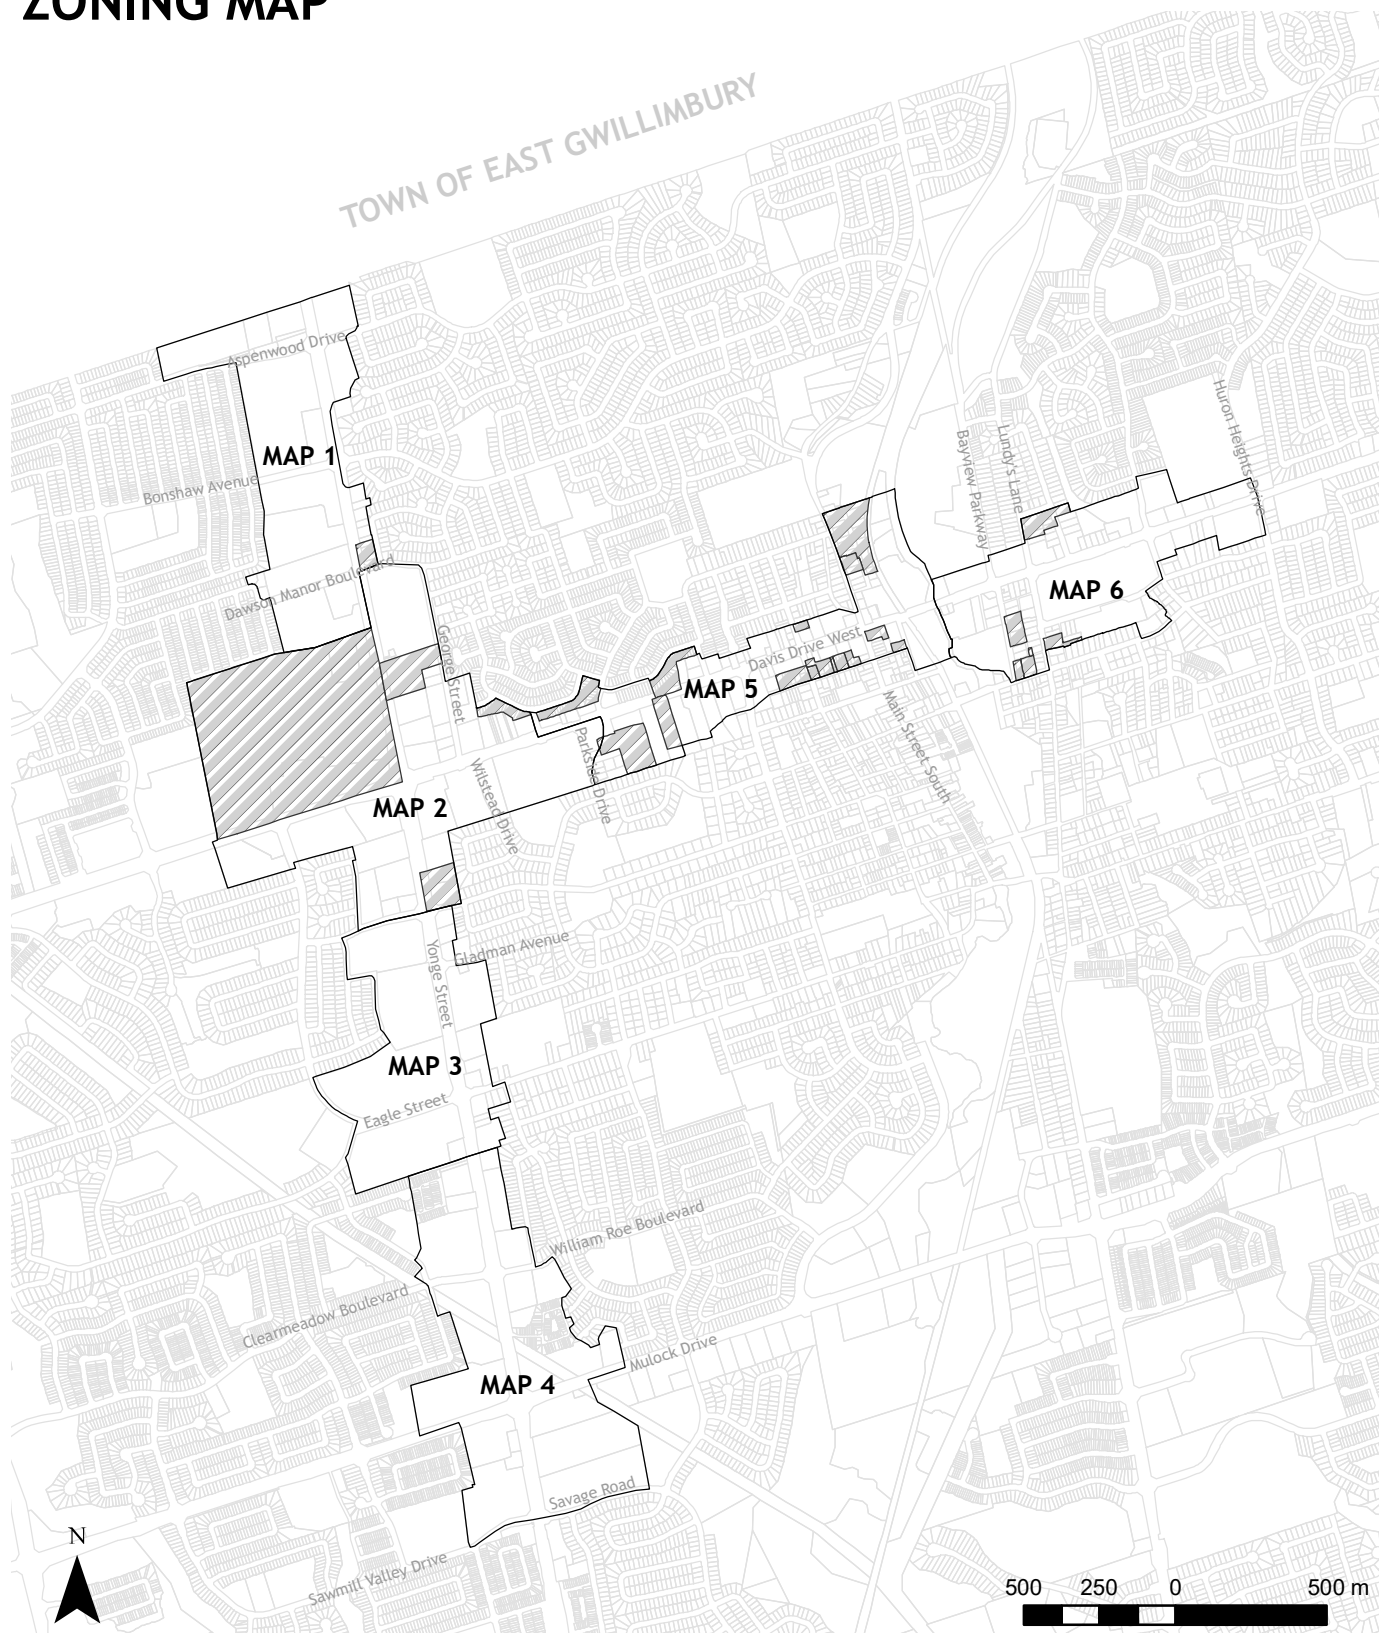 ZONING MAP
TOWN OF EAST GWILLIMBURY
Aspenwood Drive
MAP 1
Bonshaw Avenue
Dawson Manor Boulevard
George Street
Huron Heights Drive
Lundy's Lane
Bayview Parkway
MAP 6
Davis Drive West
MAP 5
Main Street South
Parkside Drive
Wilstead Drive
MAP 2
Gladman Avenue
Yonge Street
MAP 3
Eagle Street
William Roe Boulevard
Clearmeadow Boulevard
Mulock Drive
MAP 4
Savage Road
Sawmill Valley Drive
N
500 250 0 500 m